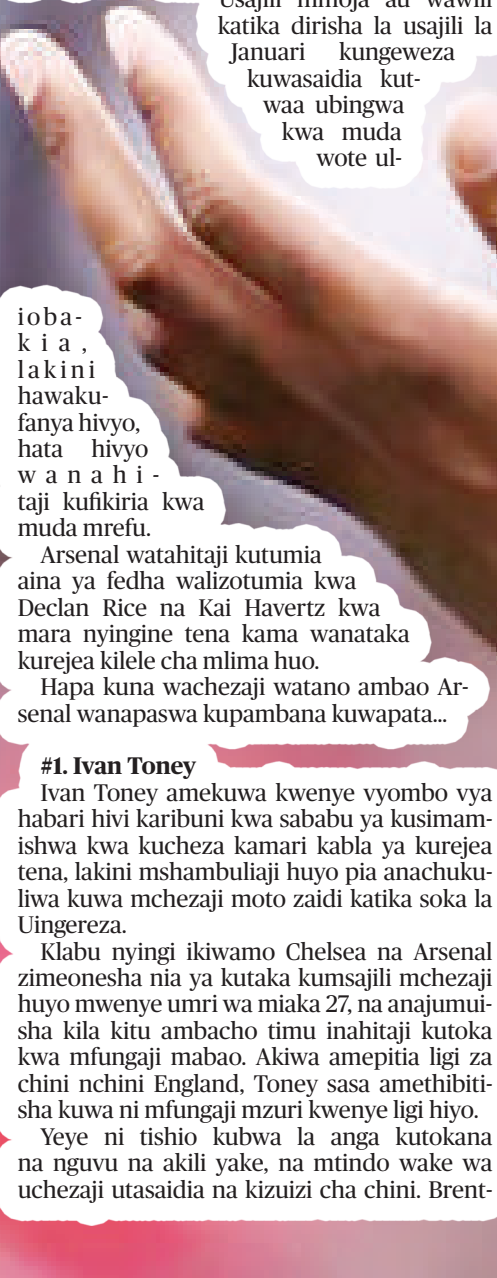 Usajili mmoja au wawili
katika dirisha la usajili la
Januari kungeweza
kuwasaidia kut-
waa ubingwa
kwa muda
wote ul-
ioba-
kia,
lakini
hawaku-
fanya hivyo,
hata hivyo
wanahi-
taji kufikiria kwa
muda mrefu.
Arsenal watahitaji kutumia
aina ya fedha walizotumia kwa
Declan Rice na Kai Havertz kwa
mara nyingine tena kama wanataka
kurejea kilele cha mlima huo.
Hapa kuna wachezaji watano ambao Ar-
senal wanapaswa kupambana kuwapata...
#1. Ivan Toney
Ivan Toney amekuwa kwenye vyombo vya
habari hivi karibuni kwa sababu ya kusimam-
ishwa kwa kucheza kamari kabla ya kurejea
tena, lakini mshambuliaji huyo pia anachuku-
liwa kuwa mchezaji moto zaidi katika soka la
Uingereza.
Klabu nyingi ikiwamo Chelsea na Arsenal
zimeonesha nia ya kutaka kumsajili mchezaji
huyo mwenye umri wa miaka 27, na anajumui-
sha kila kitu ambacho timu inahitaji kutoka
kwa mfungaji mabao. Akiwa amepitia ligi za
chini nchini England, Toney sasa amethibiti-
sha kuwa ni mfungaji mzuri kwenye ligi hiyo.
Yeye ni tishio kubwa la anga kutokana
na nguvu na akili yake, na mtindo wake wa
uchezaji utasaidia na kizuizi cha chini. Brent-